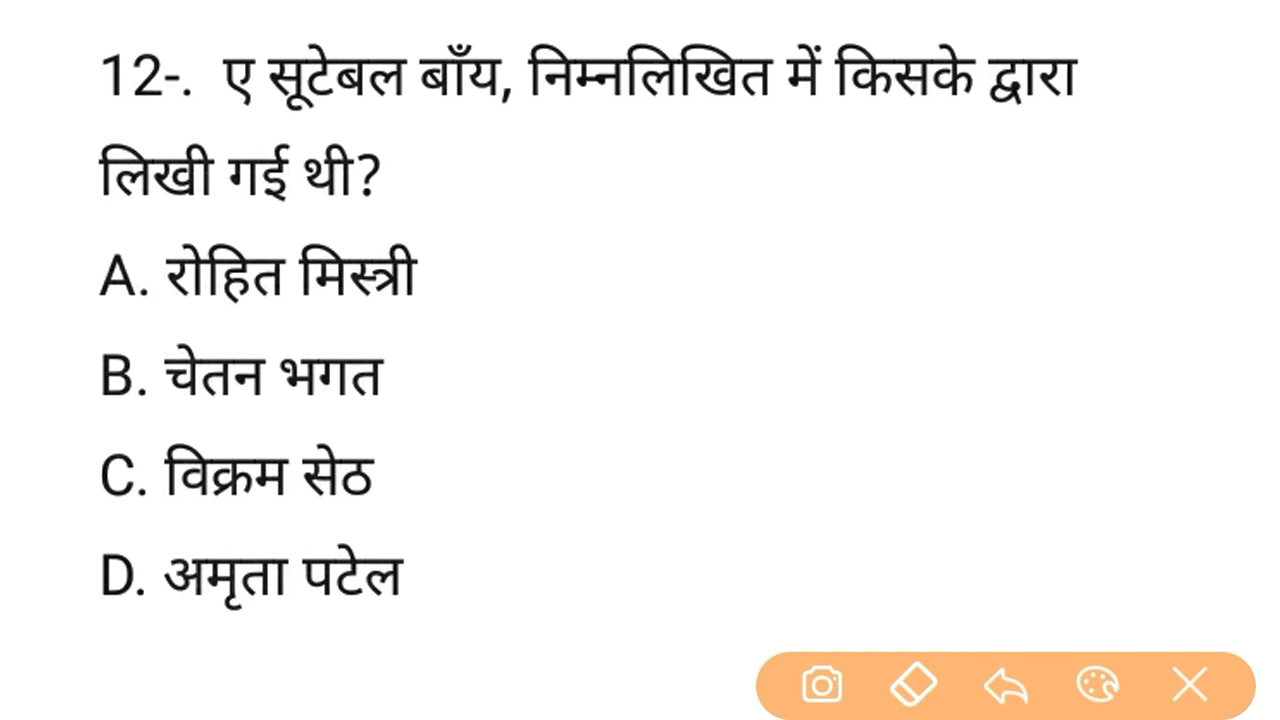 12-. ए सूटेबल बाँय, निम्नलिखित में किसके द्वारा
लिखी गई थी?
A. रोहित मिस्त्री
B. चेतन भगत
C. विक्रम सेठ
D. अमृता पटेल